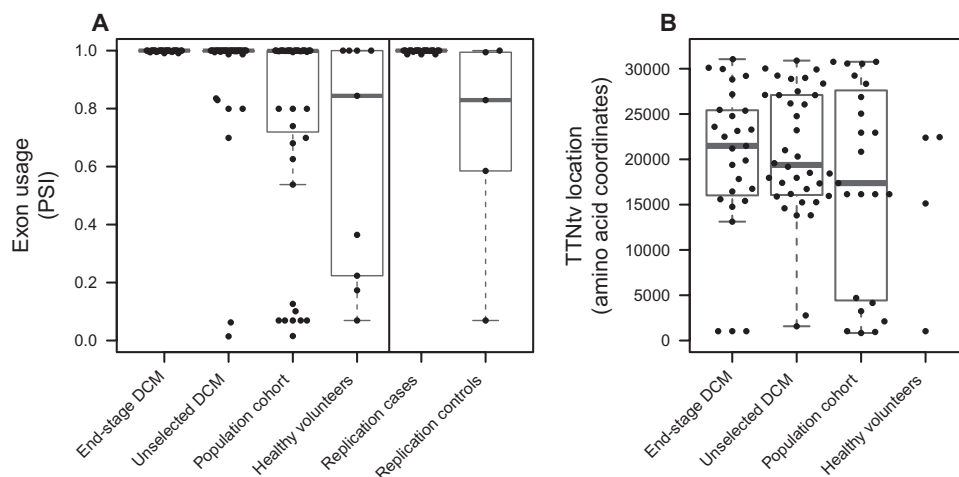 A
Exon usage
(PSI)
1.0
0.8
0.6
0.4
0.2
0.0
End-stage DCM
Unselected DCM
Population cohort
Healthy volunteers
Replication cases
Replication controls
B
TTNtv location
(amino acid coordinates)
30000
25000
20000
15000
10000
5000
0
End-stage DCM
Unselected DCM
Population cohort
Healthy volunteers